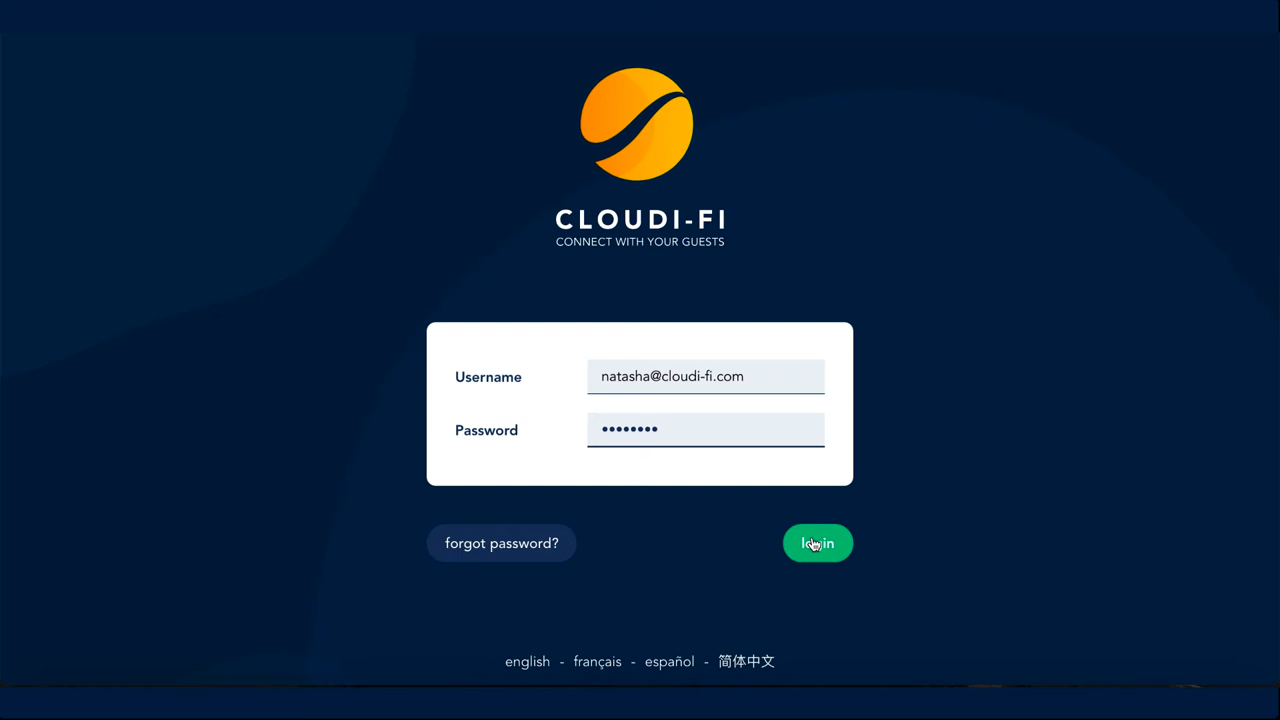 CLOUDI-FI
CONNECT WITH YOUR GUESTS
Username natasha@cloudi-fi.com
Password ••••••••
forgot password? login
english - français - español - 简体中文